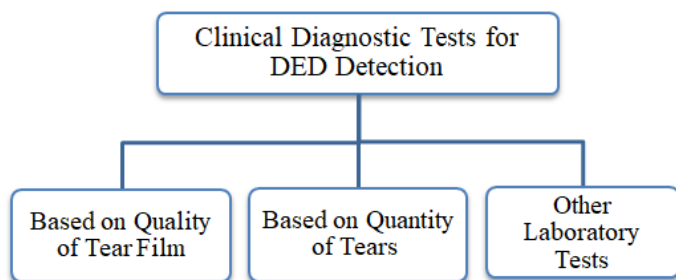 Clinical Diagnostic Tests for
DED Detection
Based on Quality
of Tear Film
Based on Quantity
of Tears
Other
Laboratory
Tests